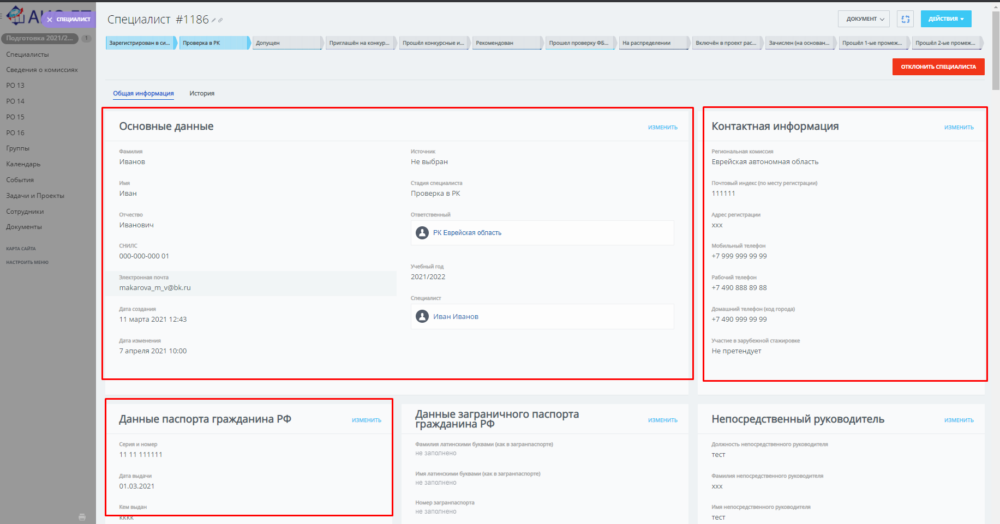 СПЕЦИАЛИСТ
Подготовка 2021/2...
1
Специалисты
Сведения о комиссиях
РО 13
РО 14
РО 15
РО 16
Группы
Календарь
События
Задачи и Проекты
Сотрудники
Документы
КАРТА САЙТА
НАСТРОИТЬ МЕНЮ
Специалист #1186
ДОКУМЕНТ
ДЕЙСТВИЯ
Зарегистрирован в си...
Проверка в РК
Допущен
Приглашён на конкур...
Прошёл конкурсные и...
Рекомендован
Прошел проверку ФБ...
На распределении
Включён в проект рас...
Зачислен (на основан...
Прошёл 1-ые промеж...
Прошёл 2-ые промеж...
ОТКЛОНИТЬ СПЕЦИАЛИСТА
Общая информация
История
Основные данные
ИЗМЕНИТЬ
Фамилия
Иванов
Имя
Иван
Отчество
Иванович
СНИЛС
000-000-000 01
Электронная почта
makarova_m_v@bk.ru
Дата создания
11 марта 2021 12:43
Дата изменения
7 апреля 2021 10:00
Источник
Не выбран
Стадия специалиста
Проверка в РК
Ответственный
РК Еврейская область
Учебный год
2021/2022
Специалист
Иван Иванов
Контактная информация
ИЗМЕНИТЬ
Региональная комиссия
Еврейская автономная область
Почтовый индекс (по месту регистрации)
111111
Адрес регистрации
xxx
Мобильный телефон
+7 999 999 99 99
Рабочий телефон
+7 490 888 89 88
Домашний телефон (код города)
+7 490 999 99 99
Участие в зарубежной стажировке
Не претендует
Данные паспорта гражданина РФ
ИЗМЕНИТЬ
Серия и номер
11 11 111111
Дата выдачи
01.03.2021
Кем выдан
кккк
Данные заграничного паспорта
гражданина РФ
ИЗМЕНИТЬ
Фамилия латинскими буквами (как в загранпаспорте)
не заполнено
Имя латинскими буквами (как в загранпаспорте)
не заполнено
Номер загранпаспорта
не заполнено
Непосредственный руководитель
ИЗМЕНИТЬ
Должность непосредственного руководителя
тест
Фамилия непосредственного руководителя
xxx
Имя непосредственного руководителя
тест